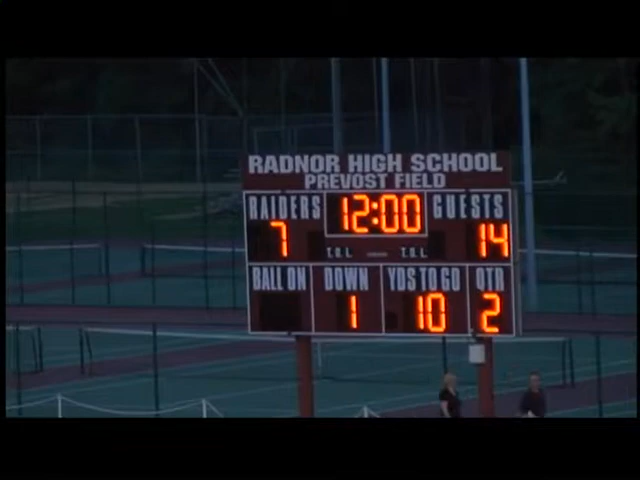 RADNOR HIGH SCHOOL
PREVOST FIELD
RAIDERS 12:00 GUESTS
7 14
T.O.L T.O.L
BALL ON DOWN YDS TO GO QTR
1 10 2